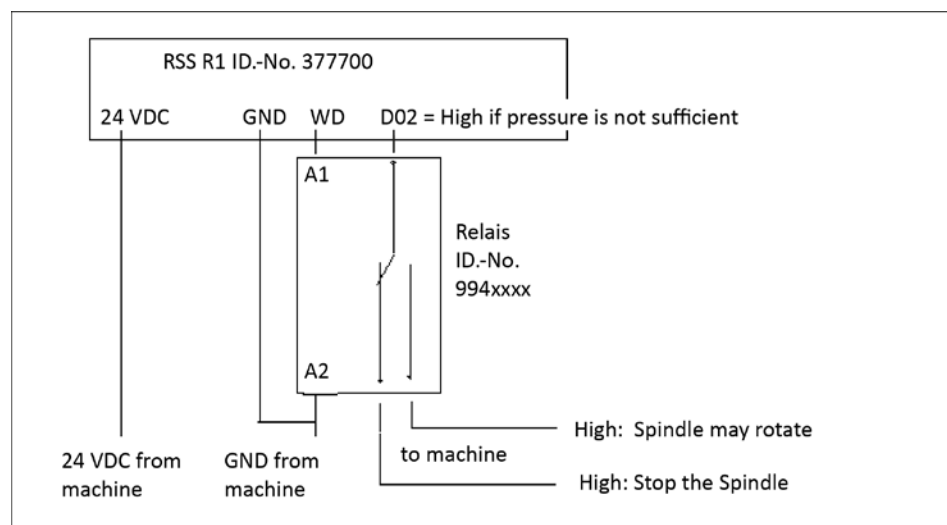 RSS R1 ID.-No. 377700
24 VDC GND WD D02 = High if pressure is not sufficient
A1
Relais
ID.-No.
994xxxx
A2
High: Spindle may rotate
to machine
24 VDC from
machine
GND from
machine
High: Stop the Spindle